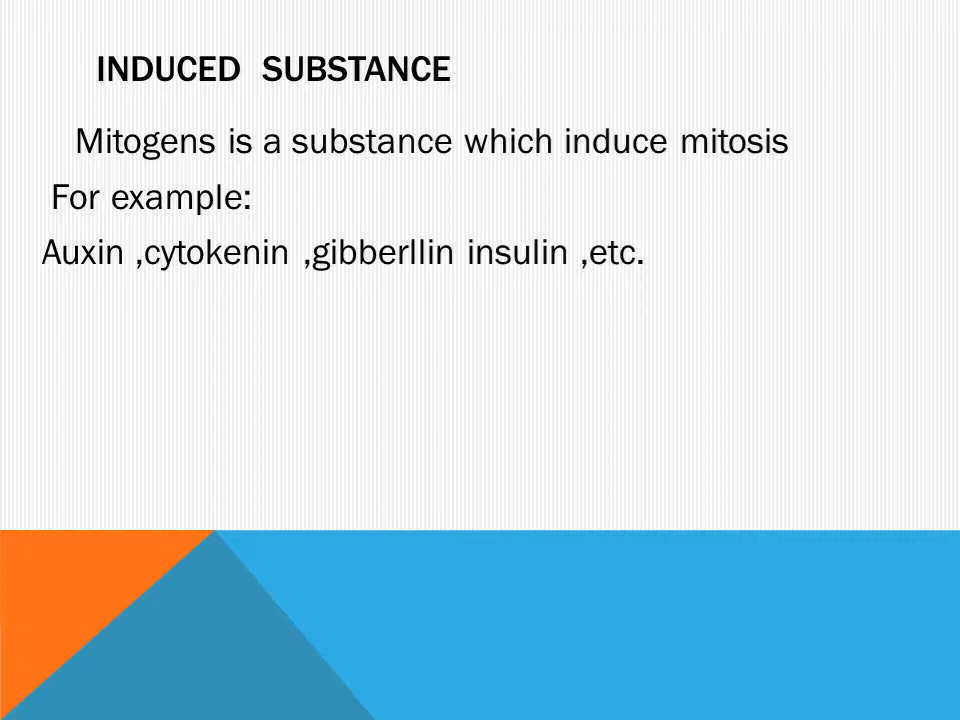 INDUCED  SUBSTANCE
Mitogens is a substance which induce mitosis
For example:
Auxin ,cytokenin ,gibberllin insulin ,etc.